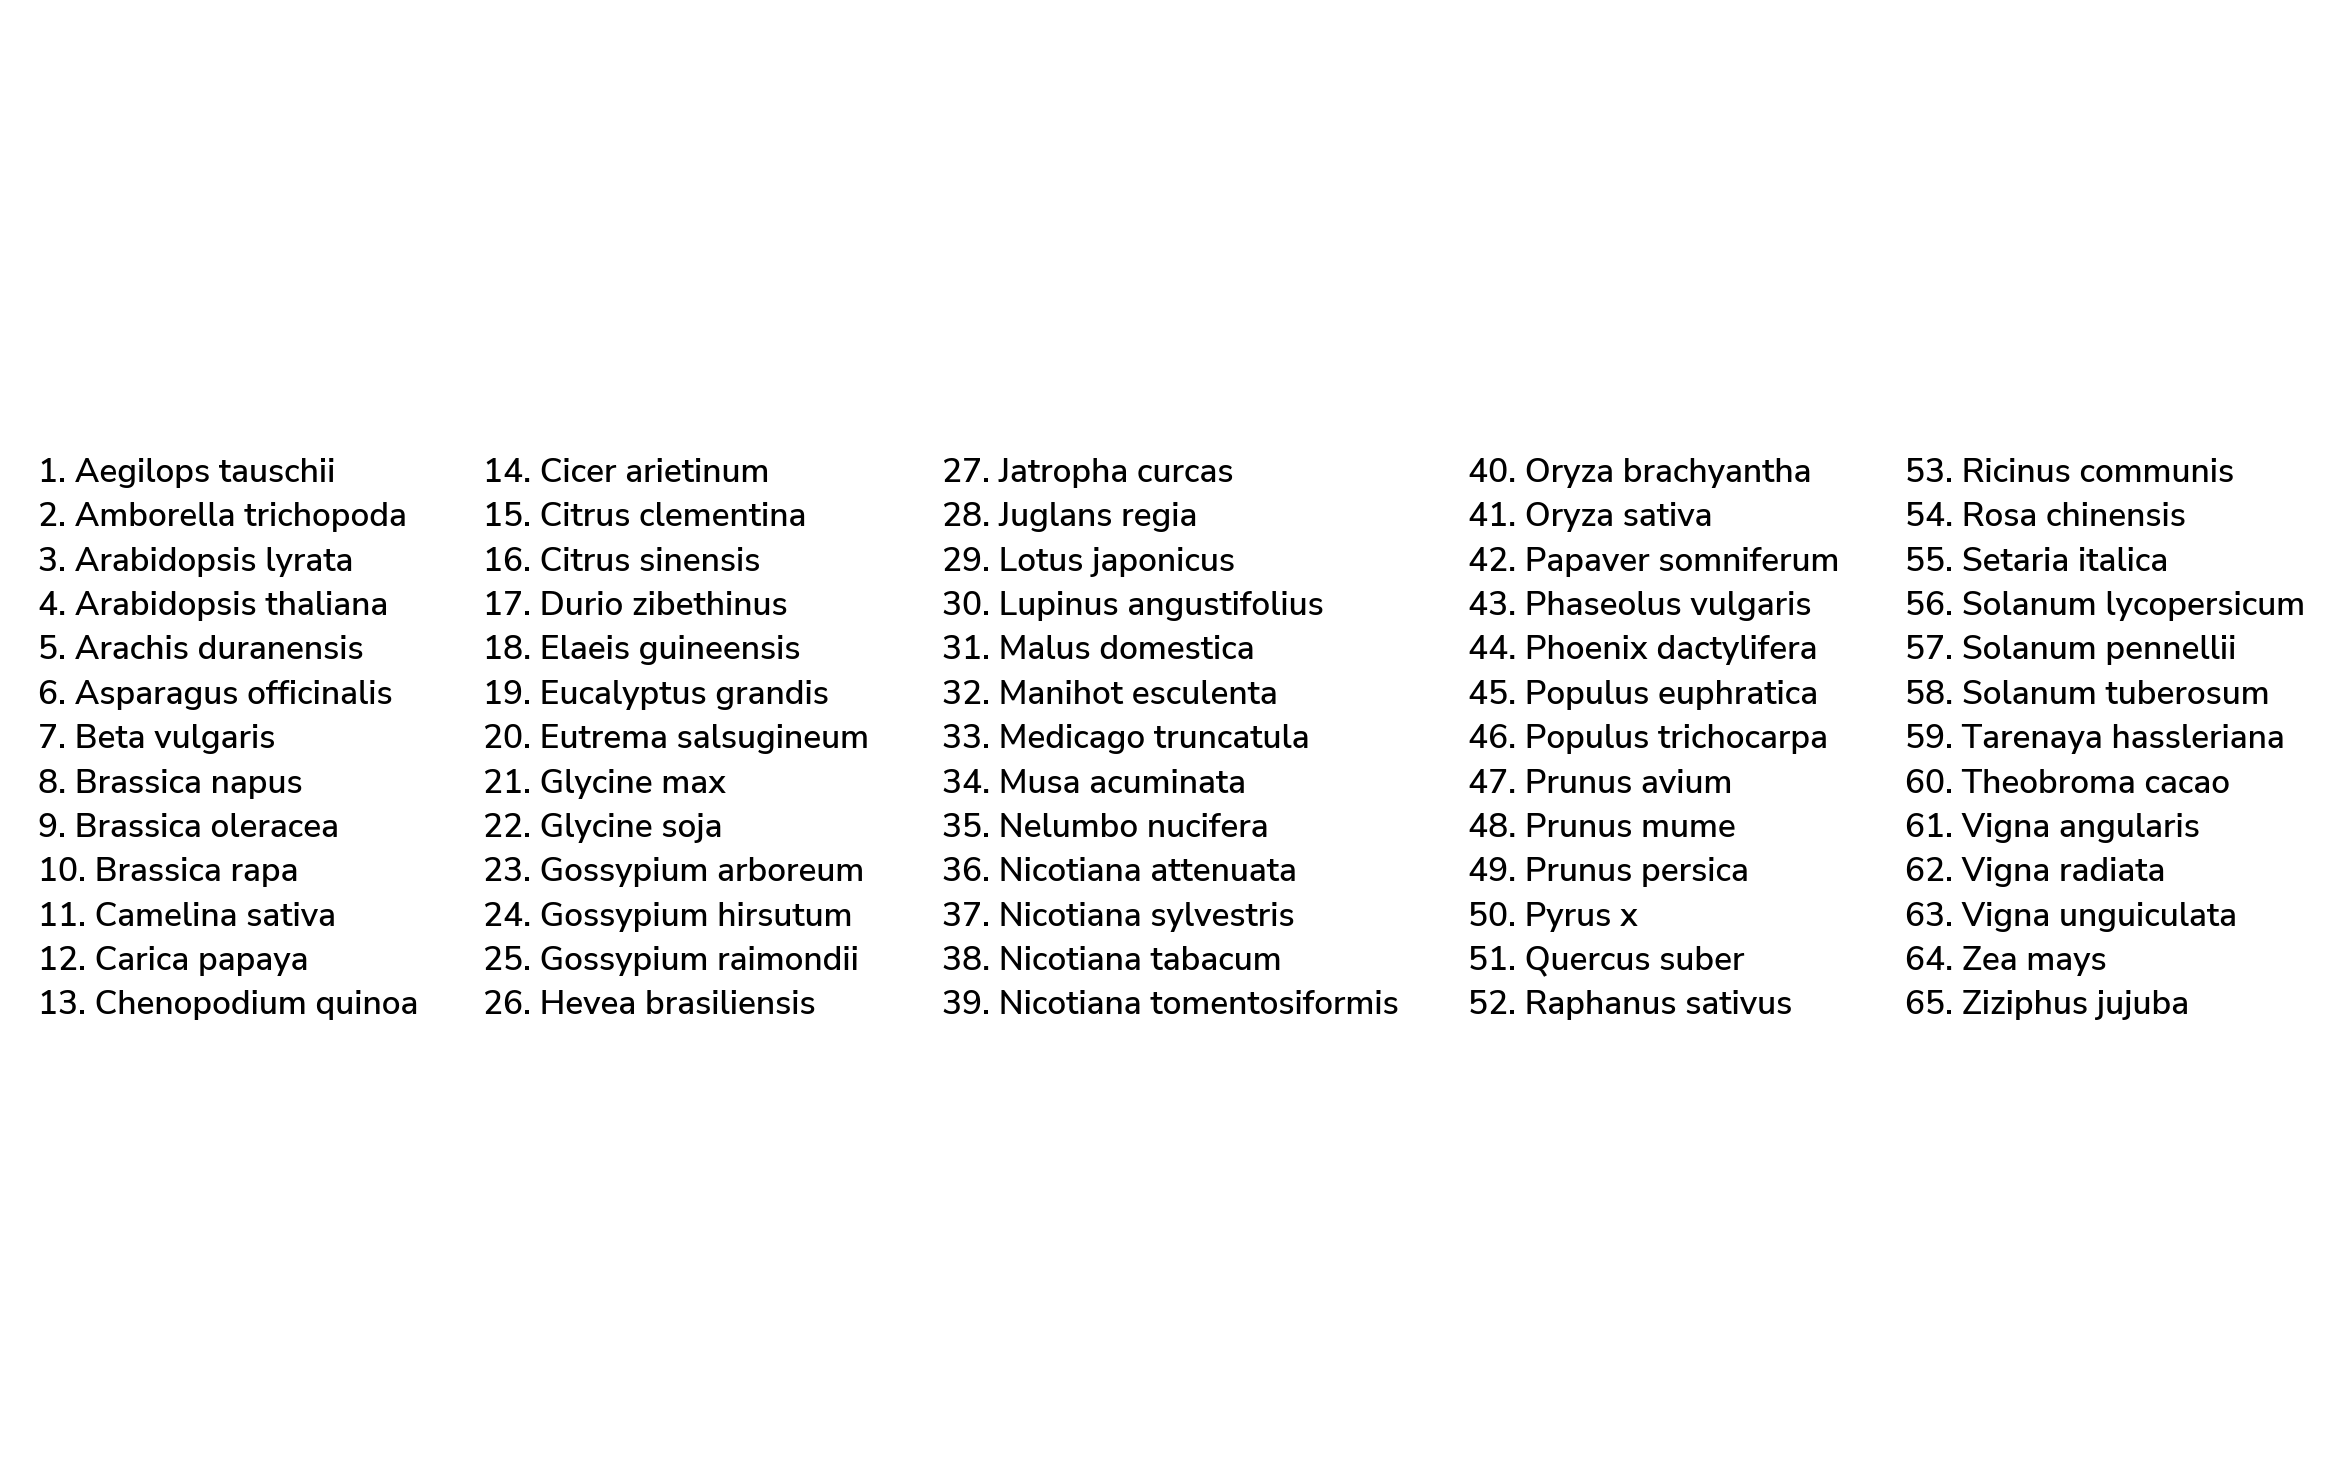 1. Aegilops tauschii
2. Amborella trichopoda
3. Arabidopsis lyrata
4. Arabidopsis thaliana
5. Arachis duranensis
6. Asparagus officinalis
7. Beta vulgaris
8. Brassica napus
9. Brassica oleracea
10. Brassica rapa
11. Camelina sativa
12. Carica papaya
13. Chenopodium quinoa
14. Cicer arietinum
15. Citrus clementina
16. Citrus sinensis
17. Durio zibethinus
18. Elaeis guineensis
19. Eucalyptus grandis
20. Eutrema salsugineum
21. Glycine max
22. Glycine soja
23. Gossypium arboreum
24. Gossypium hirsutum
25. Gossypium raimondii
26. Hevea brasiliensis
27. Jatropha curcas
28. Juglans regia
29. Lotus japonicus
30. Lupinus angustifolius
31. Malus domestica
32. Manihot esculenta
33. Medicago truncatula
34. Musa acuminata
35. Nelumbo nucifera
36. Nicotiana attenuata
37. Nicotiana sylvestris
38. Nicotiana tabacum
39. Nicotiana tomentosiformis
40. Oryza brachyantha
41. Oryza sativa
42. Papaver somniferum
43. Phaseolus vulgaris
44. Phoenix dactylifera
45. Populus euphratica
46. Populus trichocarpa
47. Prunus avium
48. Prunus mume
49. Prunus persica
50. Pyrus x
51. Quercus suber
52. Raphanus sativus
53. Ricinus communis
54. Rosa chinensis
55. Setaria italica
56. Solanum lycopersicum
57. Solanum pennellii
58. Solanum tuberosum
59. Tarenaya hassleriana
60. Theobroma cacao
61. Vigna angularis
62. Vigna radiata
63. Vigna unguiculata
64. Zea mays
65. Ziziphus jujuba